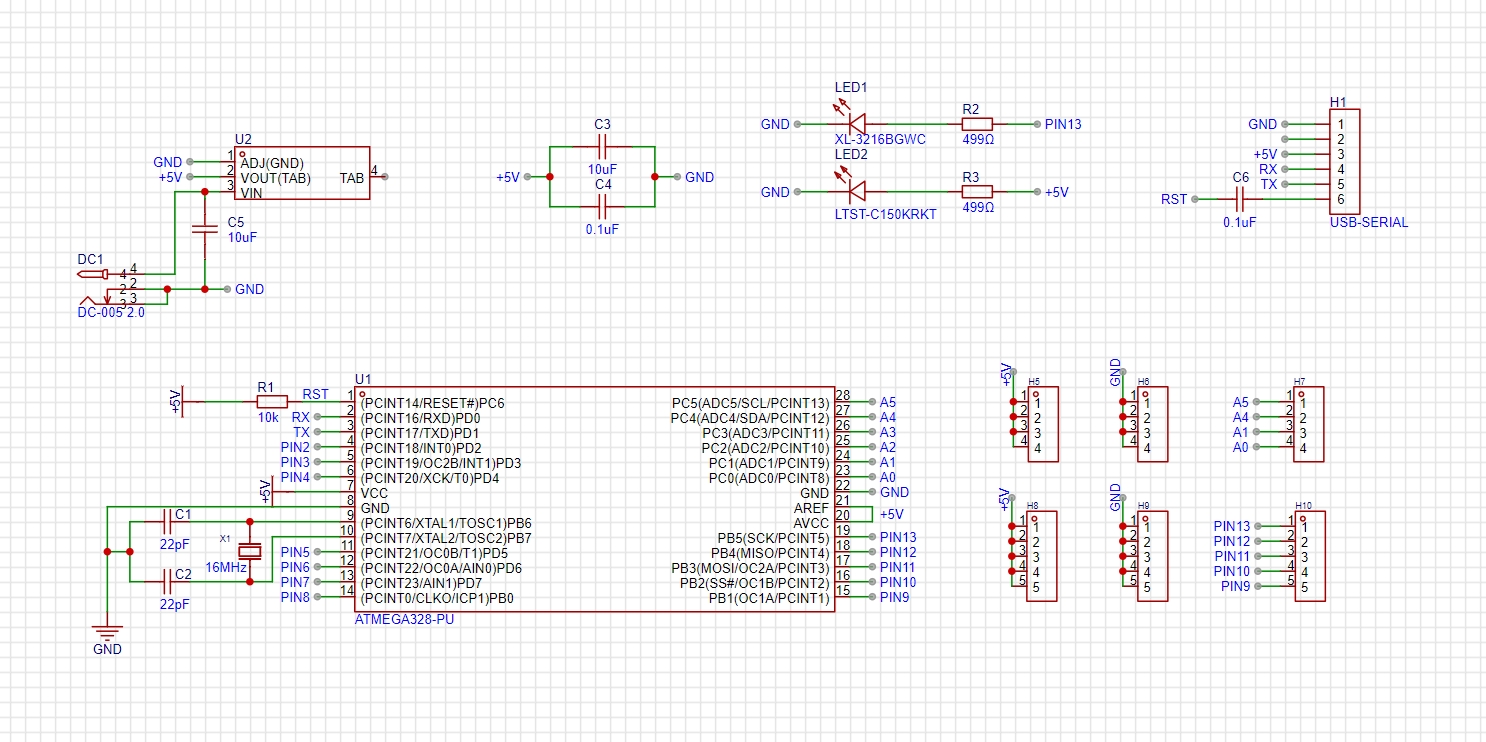 LED1
GND
PIN13
XL-3216BGWC
R2
499Ω
LED2
GND
+5V
LTST-C150KRKT
R3
499Ω
H1
GND
1
2
+5V
3
RX
4
TX
5
6
RST
C6
0.1uF
USB-SERIAL
U2
GND
1
ADJ(GND)
+5V
2
VOUT(TAB)
TAB
4
3
VIN
C5
10uF
DC1
4
4
2
2
3
3
DC-005 2.0
GND
C3
10uF
+5V
GND
C4
0.1uF
U1
+5V
R1
10k
RST
1
(PCINT14/RESET#)PC6
RX
2
(PCINT16/RXD)PD0
TX
3
(PCINT17/TXD)PD1
PIN2
4
(PCINT18/INT0)PD2
PIN3
5
(PCINT19/OC2B/INT1)PD3
PIN4
6
(PCINT20/XCK/T0)PD4
+5V
7
VCC
8
GND
9
(PCINT6/XTAL1/TOSC1)PB6
10
(PCINT7/XTAL2/TOSC2)PB7
PIN5
11
(PCINT21/OC0B/T1)PD5
PIN6
12
(PCINT22/OC0A/AIN0)PD6
PIN7
13
(PCINT23/AIN1)PD7
PIN8
14
(PCINT0/CLKO/ICP1)PB0
C1
22pF
X1
16MHz
C2
22pF
GND
PC5(ADC5/SCL/PCINT13)
28
A5
PC4(ADC4/SDA/PCINT12)
27
A4
PC3(ADC3/PCINT11)
26
A3
PC2(ADC2/PCINT10)
25
A2
PC1(ADC1/PCINT9)
24
A1
PC0(ADC0/PCINT8)
23
A0
GND
22
GND
AREF
21
+5V
AVCC
20
PB5(SCK/PCINT5)
19
PIN13
PB4(MISO/PCINT4)
18
PIN12
PB3(MOSI/OC2A/PCINT3)
17
PIN11
PB2(SS#/OC1B/PCINT2)
16
PIN10
PB1(OC1A/PCINT1)
15
PIN9
ATMEGA328-PU
+5V
H5
1
1
2
2
3
3
4
4
GND
H6
1
1
2
2
3
3
4
4
H7
A5
1
1
A4
2
2
A1
3
3
A0
4
4
+5V
H8
1
1
2
2
3
3
4
4
5
5
GND
H9
1
1
2
2
3
3
4
4
5
5
H10
PIN13
1
1
PIN12
2
2
PIN11
3
3
PIN10
4
4
PIN9
5
5